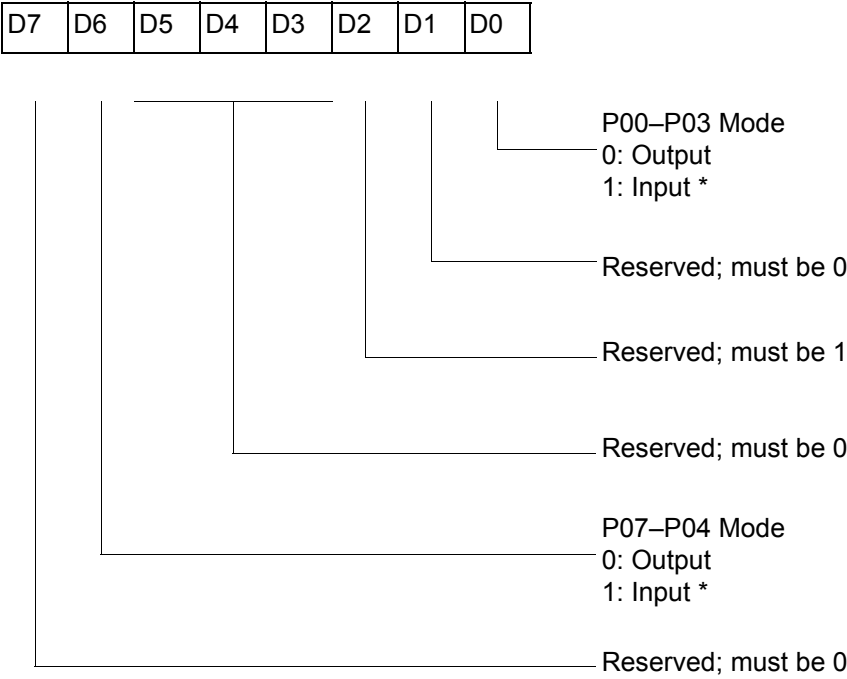 D7 D6 D5 D4 D3 D2 D1 D0
P00–P03 Mode
0: Output
1: Input *
Reserved; must be 0
Reserved; must be 1
Reserved; must be 0
P07–P04 Mode
0: Output
1: Input *
Reserved; must be 0